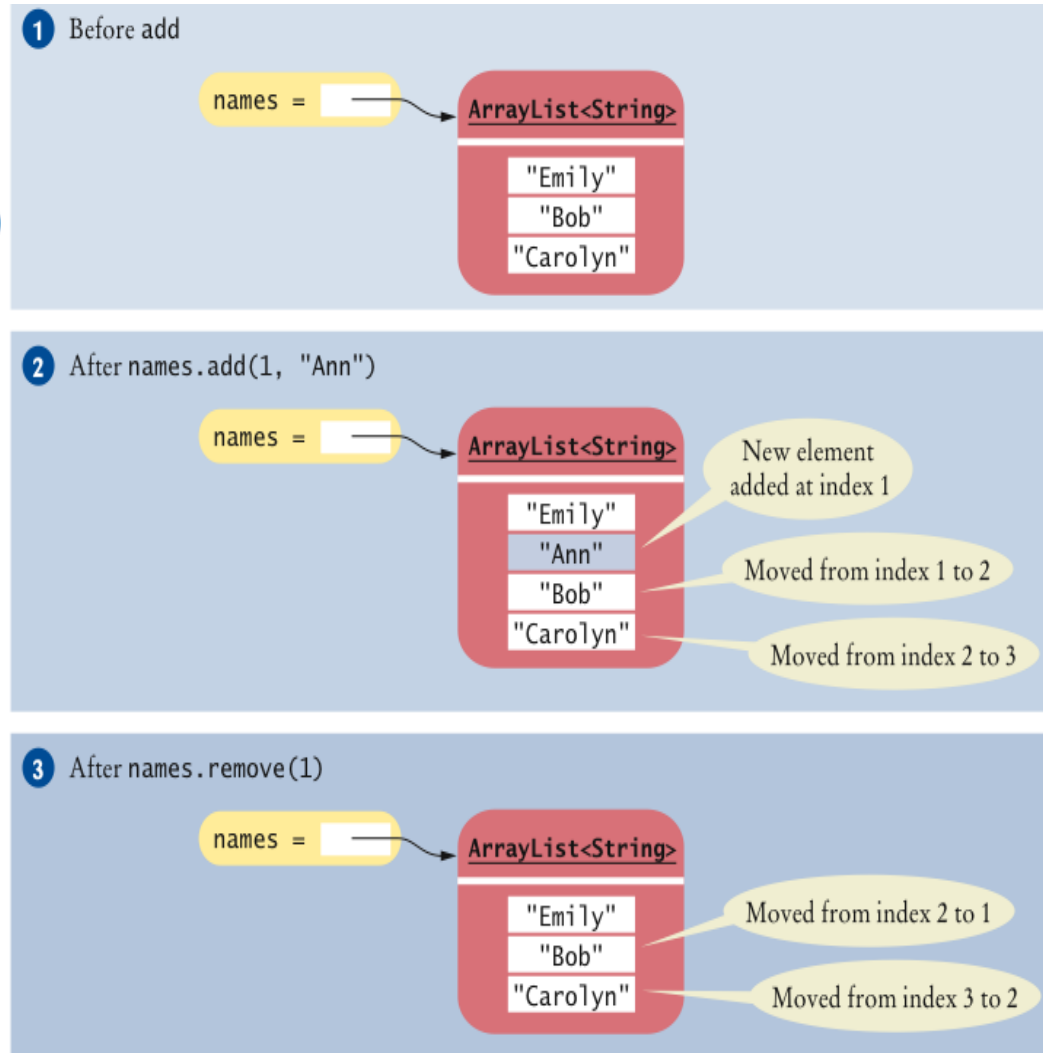 1 Before add
names =
ArrayList<String>
"Emily"
"Bob"
"Carolyn"
2 After names.add(1, "Ann")
names =
ArrayList<String>
"Emily"
"Ann"
"Bob"
"Carolyn"
New element
added at index 1
Moved from index 1 to 2
Moved from index 2 to 3
3 After names.remove(1)
names =
ArrayList<String>
"Emily"
"Bob"
"Carolyn"
Moved from index 2 to 1
Moved from index 3 to 2